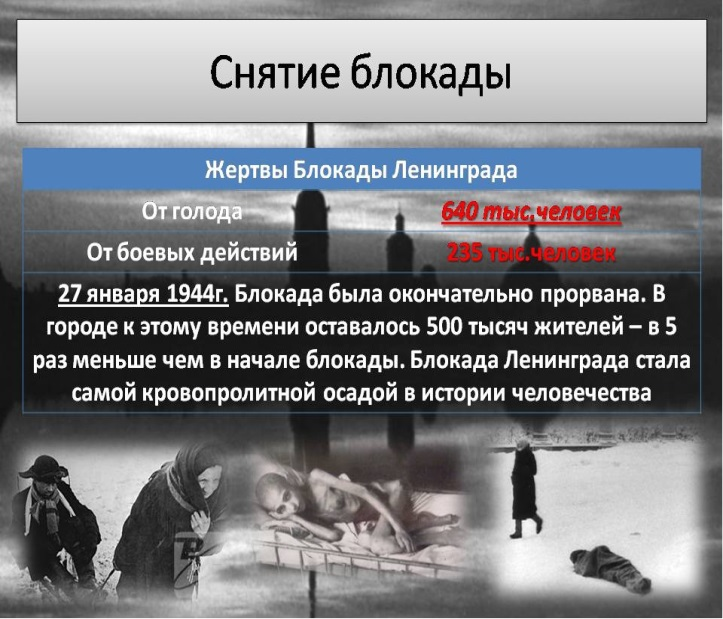 Снятие блокады
Жертвы Блокады Ленинграда
От голода 640 тыс,человек
От боевых действий 235 тыс.человек
27 января 1944г. Блокада была окончательно прорвана. В
городе к этому времени оставалось 500 тысяч жителей – в 5
раз меньше чем в начале блокады. Блокада Ленинграда стала
самой кровопролитной осадой в истории человечества